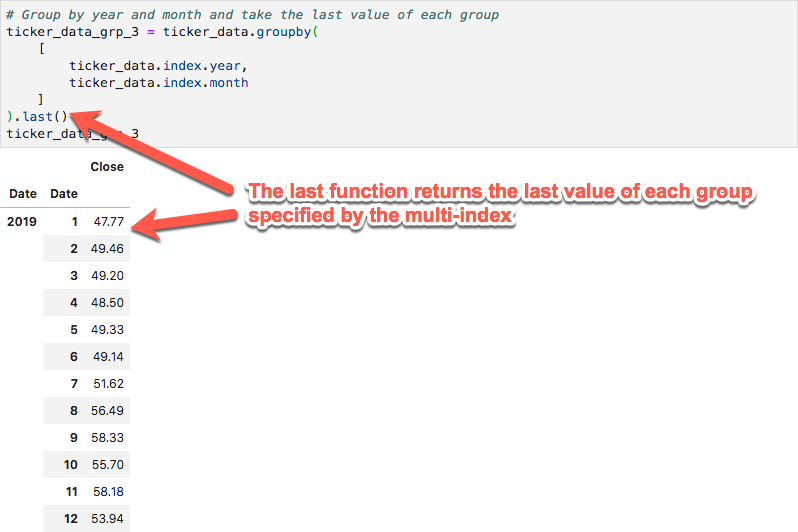 # Group by year and month and take the last value of each group
ticker_data_grp_3 = ticker_data.groupby(
[
ticker_data.index.year,
ticker_data.index.month
]
).last()
ticker_data_grp_3
The last function returns the last value of each group
specified by the multi-index
Close
Date Date
2019 1 47.77
2 49.46
3 49.20
4 48.50
5 49.33
6 49.14
7 51.62
8 56.49
9 58.33
10 55.70
11 58.18
12 53.94